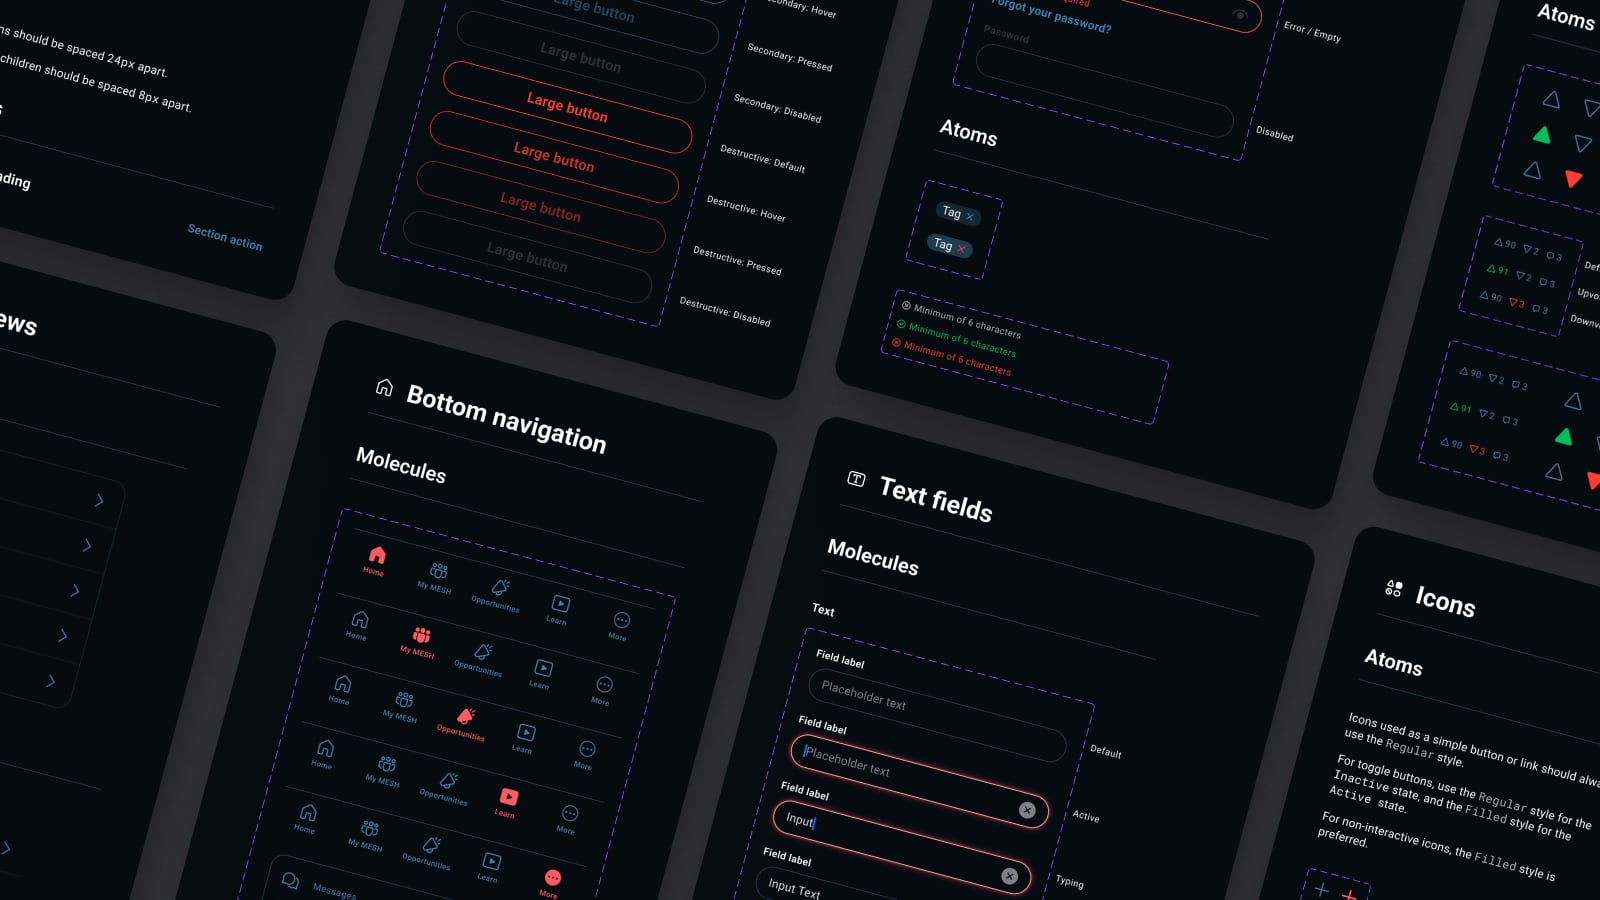 ns should be spaced 24px apart.
children should be spaced 8px apart.
Section action
Large button
Large button
Large button
Large button
Large button
Large button
Secondary: Pressed
Secondary: Disabled
Destructive: Default
Destructive: Hover
Destructive: Pressed
Destructive: Disabled
Forgot your password?
Password
Error / Empty
Disabled
Atoms
Tag
Tag
Minimum of 6 characters
Minimum of 6 characters
Minimum of 6 characters
Atoms
90 2 3
91 2 3
90 3 3
90 2 3
91 2 3
90 3 3
Bottom navigation
Molecules
Home My MESH Opportunities Learn More
Home My MESH Opportunities Learn More
Home My MESH Opportunities Learn More
Home My MESH Opportunities Learn More
Home My MESH Opportunities Learn More
Messages
Text fields
Molecules
Text
Field label
Placeholder text
Default
Field label
Placeholder text
Active
Field label
Input
Typing
Field label
Input Text
Icons
Atoms
Icons used as a simple button or link should
use the Regular style.
For toggle buttons, use the Regular style for the
Inactive state, and the Filled style for the
Active state.
For non-interactive icons, the Filled style is
preferred.